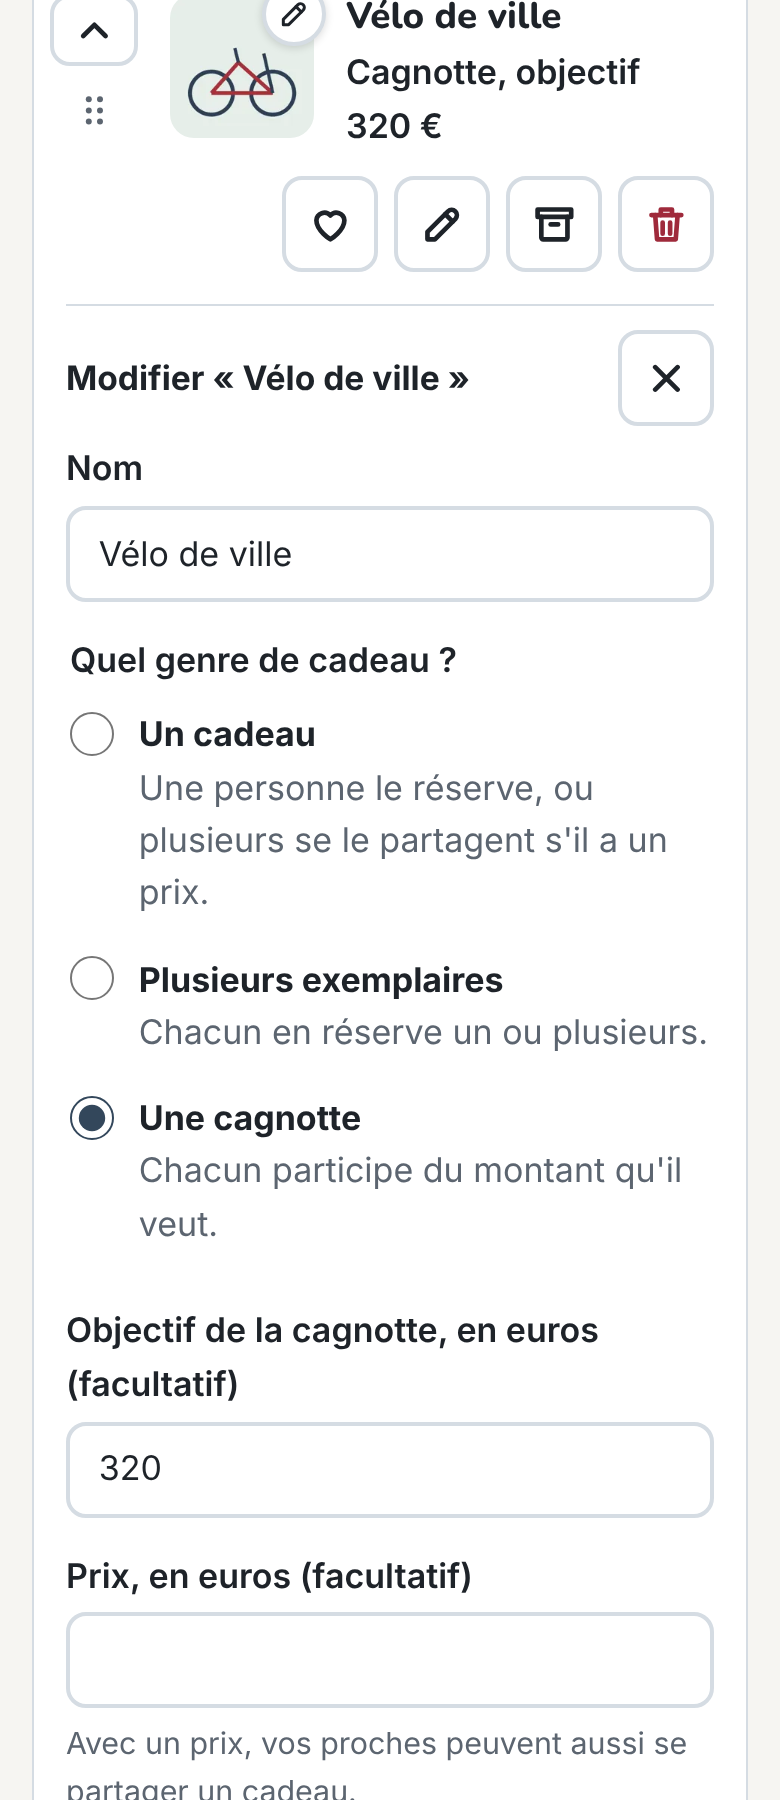 Vélo de ville
Cagnotte, objectif
320 €
Modifier « Vélo de ville »
Nom
Vélo de ville
Quel genre de cadeau ?
Un cadeau
Une personne le réserve, ou
plusieurs se le partagent s'il a un
prix.
Plusieurs exemplaires
Chacun en réserve un ou plusieurs.
Une cagnotte
Chacun participe du montant qu'il
veut.
Objectif de la cagnotte, en euros
(facultatif)
320
Prix, en euros (facultatif)
Avec un prix, vos proches peuvent aussi se
partager un cadeau.